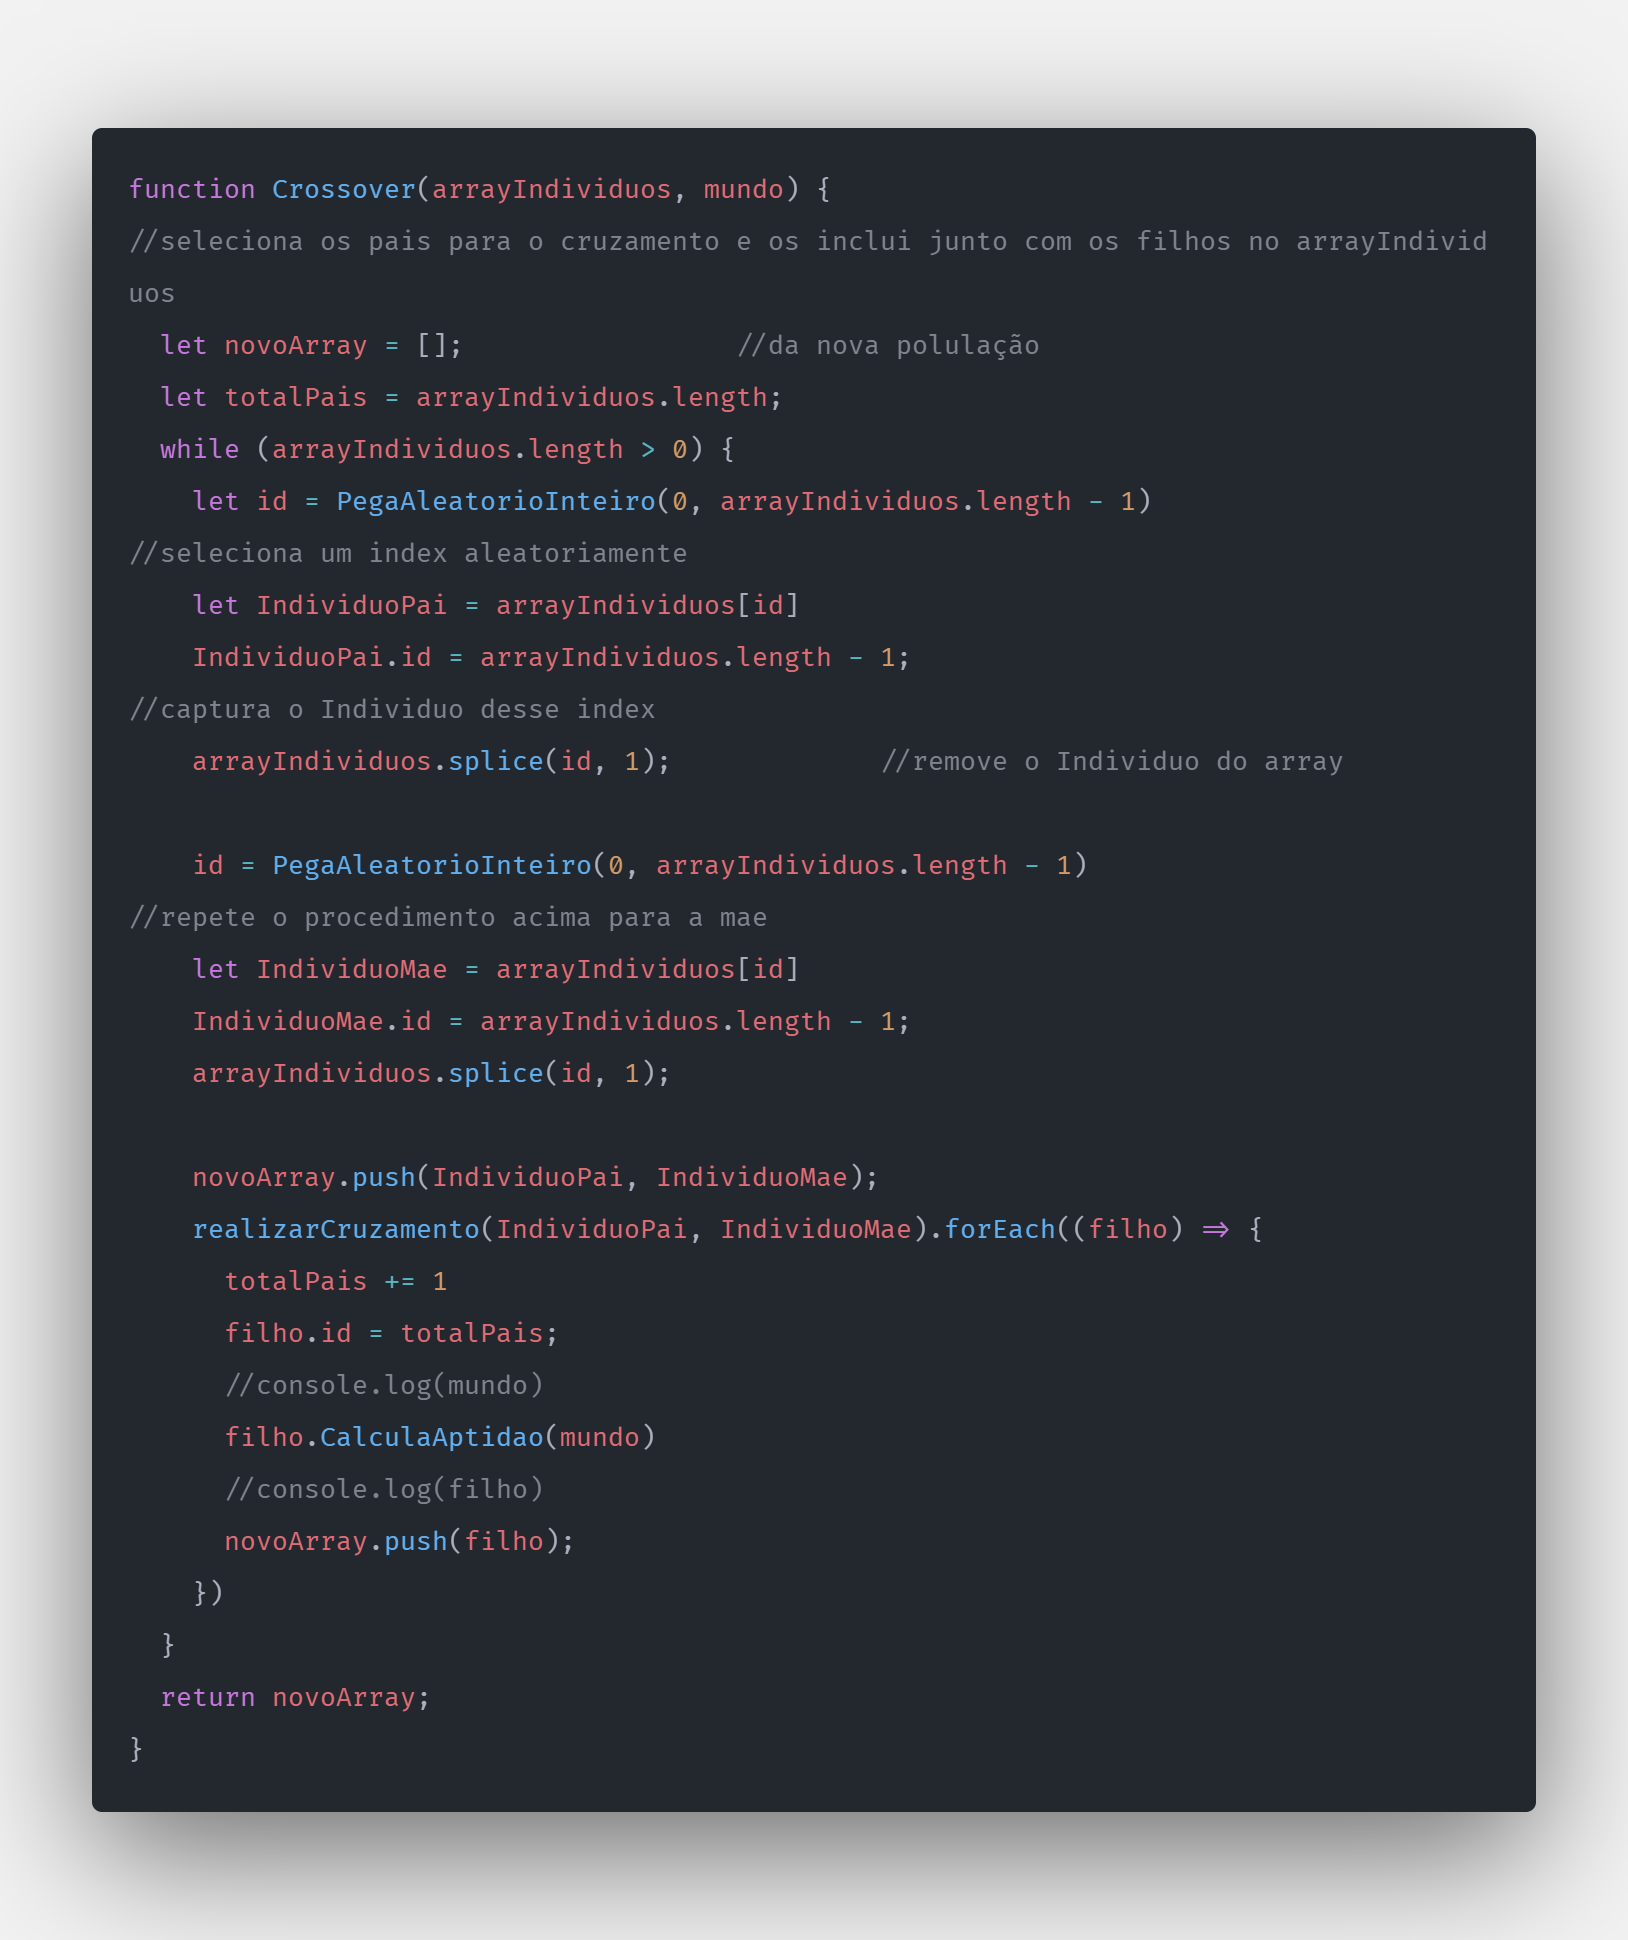 function Crossover(arrayIndividuos, mundo) {
//seleciona os pais para o cruzamento e os inclui junto com os filhos no arrayIndivid
uos
  let novoArray = [];                 //da nova polulação
  let totalPais = arrayIndividuos.length;
  while (arrayIndividuos.length > 0) {
    let id = PegaAleatorioInteiro(0, arrayIndividuos.length - 1)
//seleciona um index aleatoriamente
    let IndividuoPai = arrayIndividuos[id]
    IndividuoPai.id = arrayIndividuos.length - 1;
//captura o Individuo desse index
    arrayIndividuos.splice(id, 1);             //remove o Individuo do array

    id = PegaAleatorioInteiro(0, arrayIndividuos.length - 1)
//repete o procedimento acima para a mae
    let IndividuoMae = arrayIndividuos[id]
    IndividuoMae.id = arrayIndividuos.length - 1;
    arrayIndividuos.splice(id, 1);

    novoArray.push(IndividuoPai, IndividuoMae);
    realizarCruzamento(IndividuoPai, IndividuoMae).forEach((filho) => {
      totalPais += 1
      filho.id = totalPais;
      //console.log(mundo)
      filho.CalculaAptidao(mundo)
      //console.log(filho)
      novoArray.push(filho);
    })
  }
  return novoArray;
}